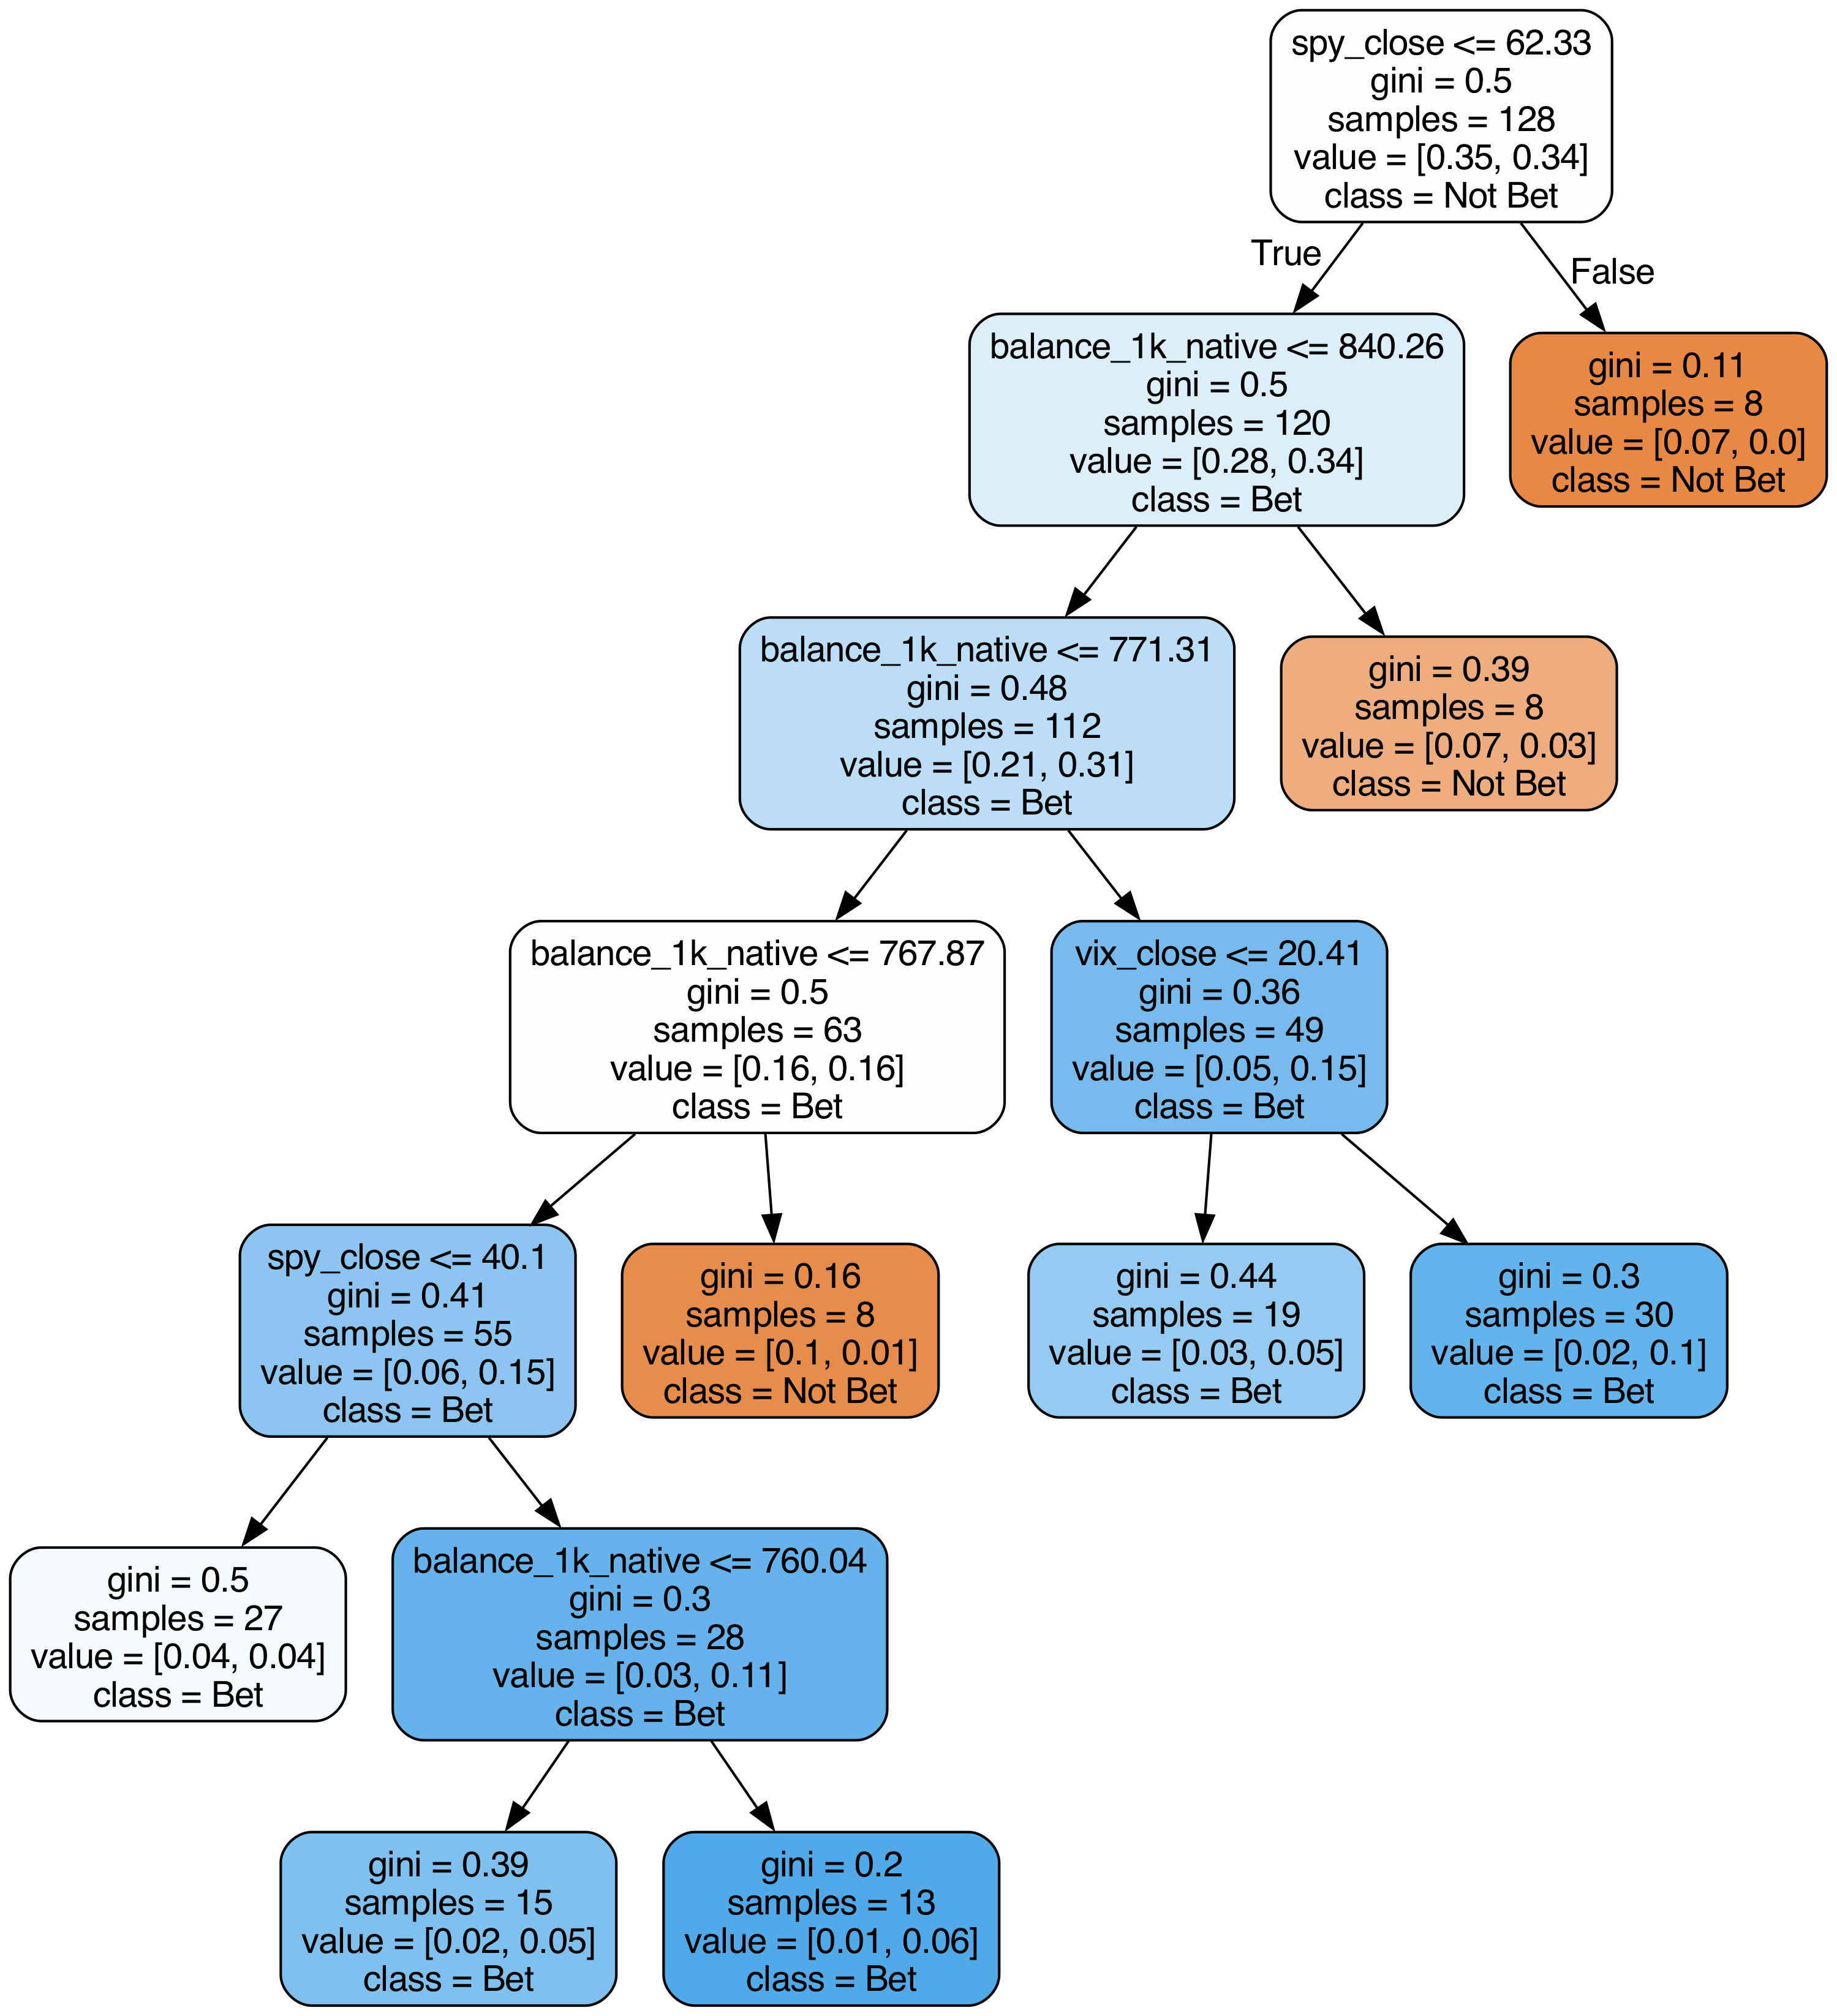 spy_close <= 62.33
gini = 0.5
samples = 128
value = [0.35, 0.34]
class = Not Bet
True
False
balance_1k_native <= 840.26
gini = 0.5
samples = 120
value = [0.28, 0.34]
class = Bet
gini = 0.11
samples = 8
value = [0.07, 0.0]
class = Not Bet
balance_1k_native <= 771.31
gini = 0.48
samples = 112
value = [0.21, 0.31]
class = Bet
gini = 0.39
samples = 8
value = [0.07, 0.03]
class = Not Bet
balance_1k_native <= 767.87
gini = 0.5
samples = 63
value = [0.16, 0.16]
class = Bet
vix_close <= 20.41
gini = 0.36
samples = 49
value = [0.05, 0.15]
class = Bet
spy_close <= 40.1
gini = 0.41
samples = 55
value = [0.06, 0.15]
class = Bet
gini = 0.16
samples = 8
value = [0.1, 0.01]
class = Not Bet
gini = 0.44
samples = 19
value = [0.03, 0.05]
class = Bet
gini = 0.3
samples = 30
value = [0.02, 0.1]
class = Bet
gini = 0.5
samples = 27
value = [0.04, 0.04]
class = Bet
balance_1k_native <= 760.04
gini = 0.3
samples = 28
value = [0.03, 0.11]
class = Bet
gini = 0.39
samples = 15
value = [0.02, 0.05]
class = Bet
gini = 0.2
samples = 13
value = [0.01, 0.06]
class = Bet